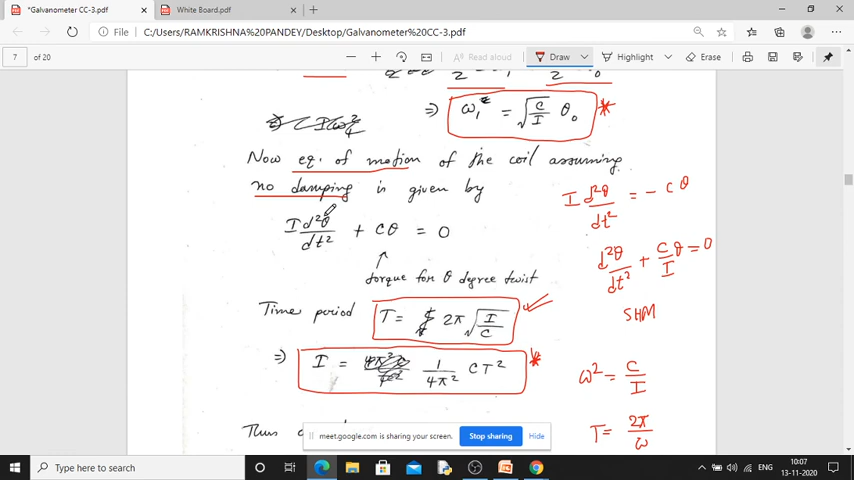 *Galvanometer CC-3.pdf
White Board.pdf
C:/Users/RAMKRISHNA PANDEY/Desktop/Galvanometer%20CC-3.pdf
7 of 20
Read aloud
Draw
Highlight
Erase
⇒ ω₁ = √(C/I) θ₀ *
Now eq. of motion of the coil assuming
no damping is given by
I d²θ/dt² + cθ = 0
↑
torque for θ degree twist
Time period T = 2π √(I/C)
⇒ I = 1/4π² CT² *
Thus
I d²θ/dt² = - cθ
d²θ/dt² + C/I θ = 0
SHM
ω² = C/I
T = 2π/ω
meet.google.com is sharing your screen.
Stop sharing
Hide
Type here to search
ENG
10:07
13-11-2020